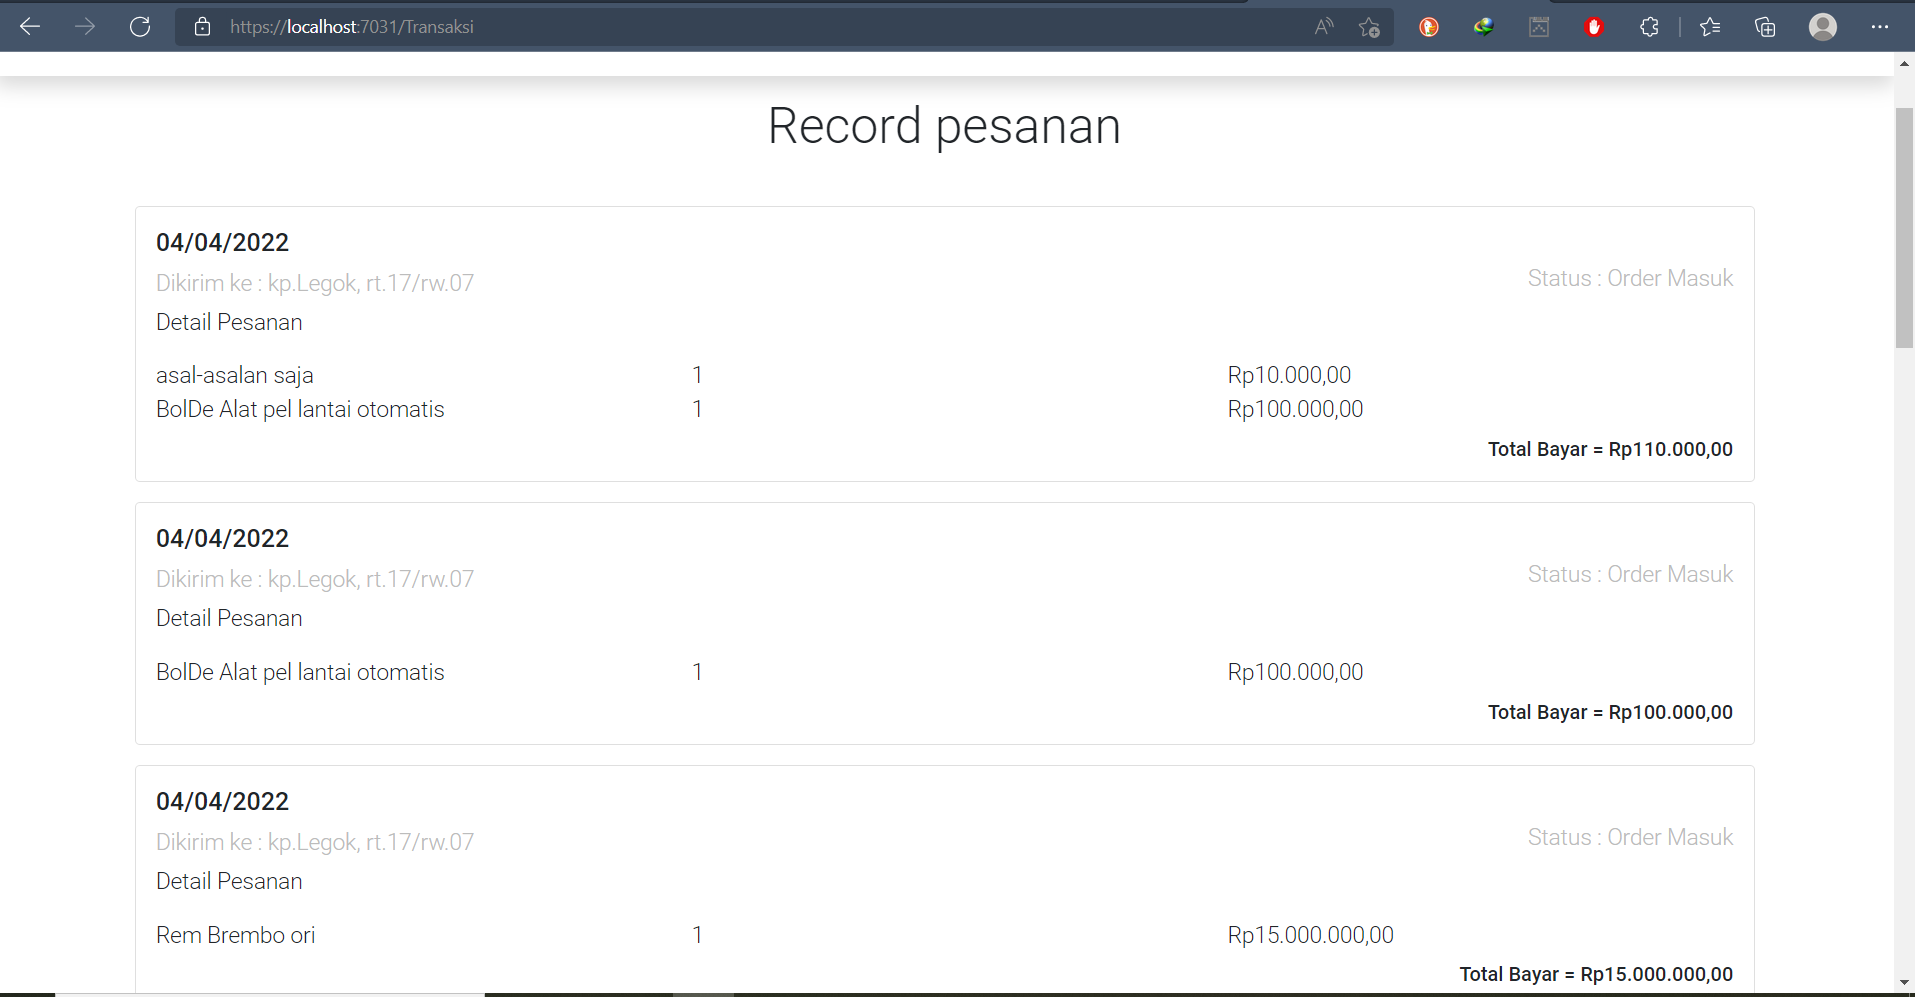 https://localhost:7031/Transaksi
Record pesanan
04/04/2022
Dikirim ke : kp.Legok, rt.17/rw.07
Status : Order Masuk
Detail Pesanan
asal-asalan saja 1 Rp10.000,00
BolDe Alat pel lantai otomatis 1 Rp100.000,00
Total Bayar = Rp110.000,00
04/04/2022
Dikirim ke : kp.Legok, rt.17/rw.07
Status : Order Masuk
Detail Pesanan
BolDe Alat pel lantai otomatis 1 Rp100.000,00
Total Bayar = Rp100.000,00
04/04/2022
Dikirim ke : kp.Legok, rt.17/rw.07
Status : Order Masuk
Detail Pesanan
Rem Brembo ori 1 Rp15.000.000,00
Total Bayar = Rp15.000.000,00